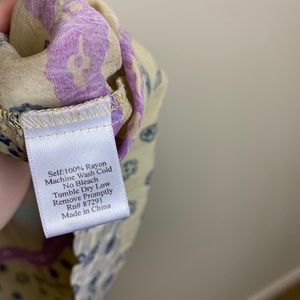 Self:100% Rayon
Machine Wash Cold
No Bleach
Tumble Dry Low
Remove Promptly
Rn# 87291
Made in China